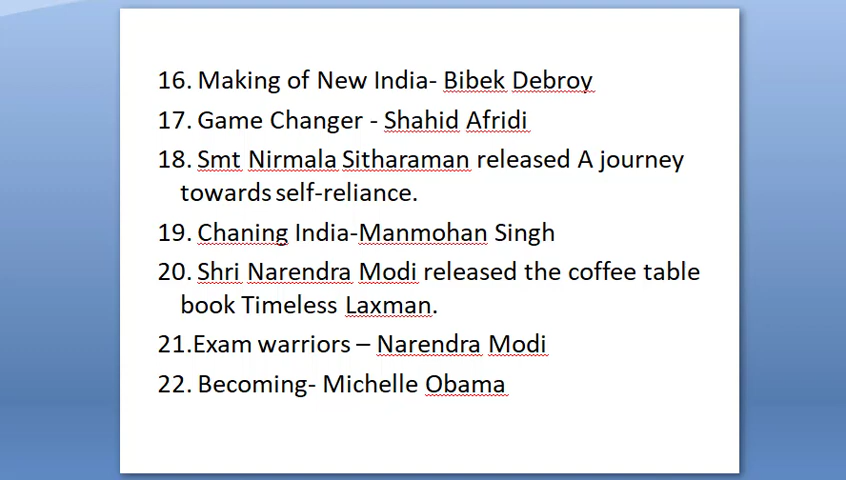 16. Making of New India- Bibek Debroy
17. Game Changer - Shahid Afridi
18. Smt Nirmala Sitharaman released A journey
towards self-reliance.
19. Chaning India-Manmohan Singh
20. Shri Narendra Modi released the coffee table
book Timeless Laxman.
21.Exam warriors – Narendra Modi
22. Becoming- Michelle Obama